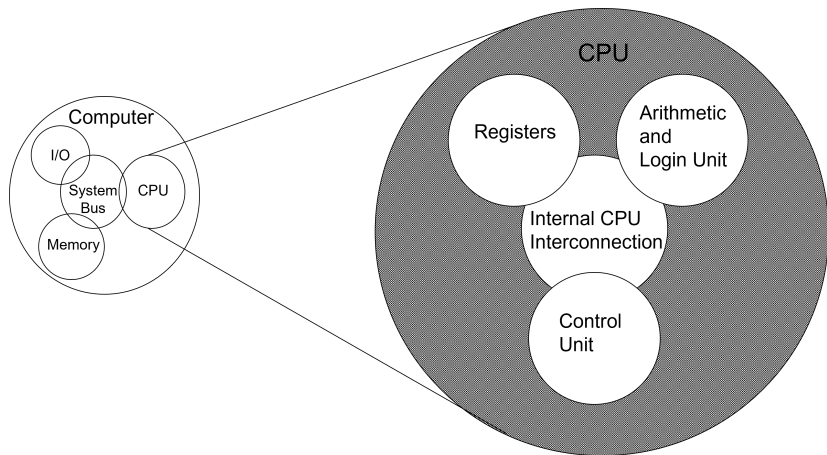 Computer
I/O
System
Bus
CPU
Memory
CPU
Registers
Arithmetic
and
Login Unit
Internal CPU
Interconnection
Control
Unit